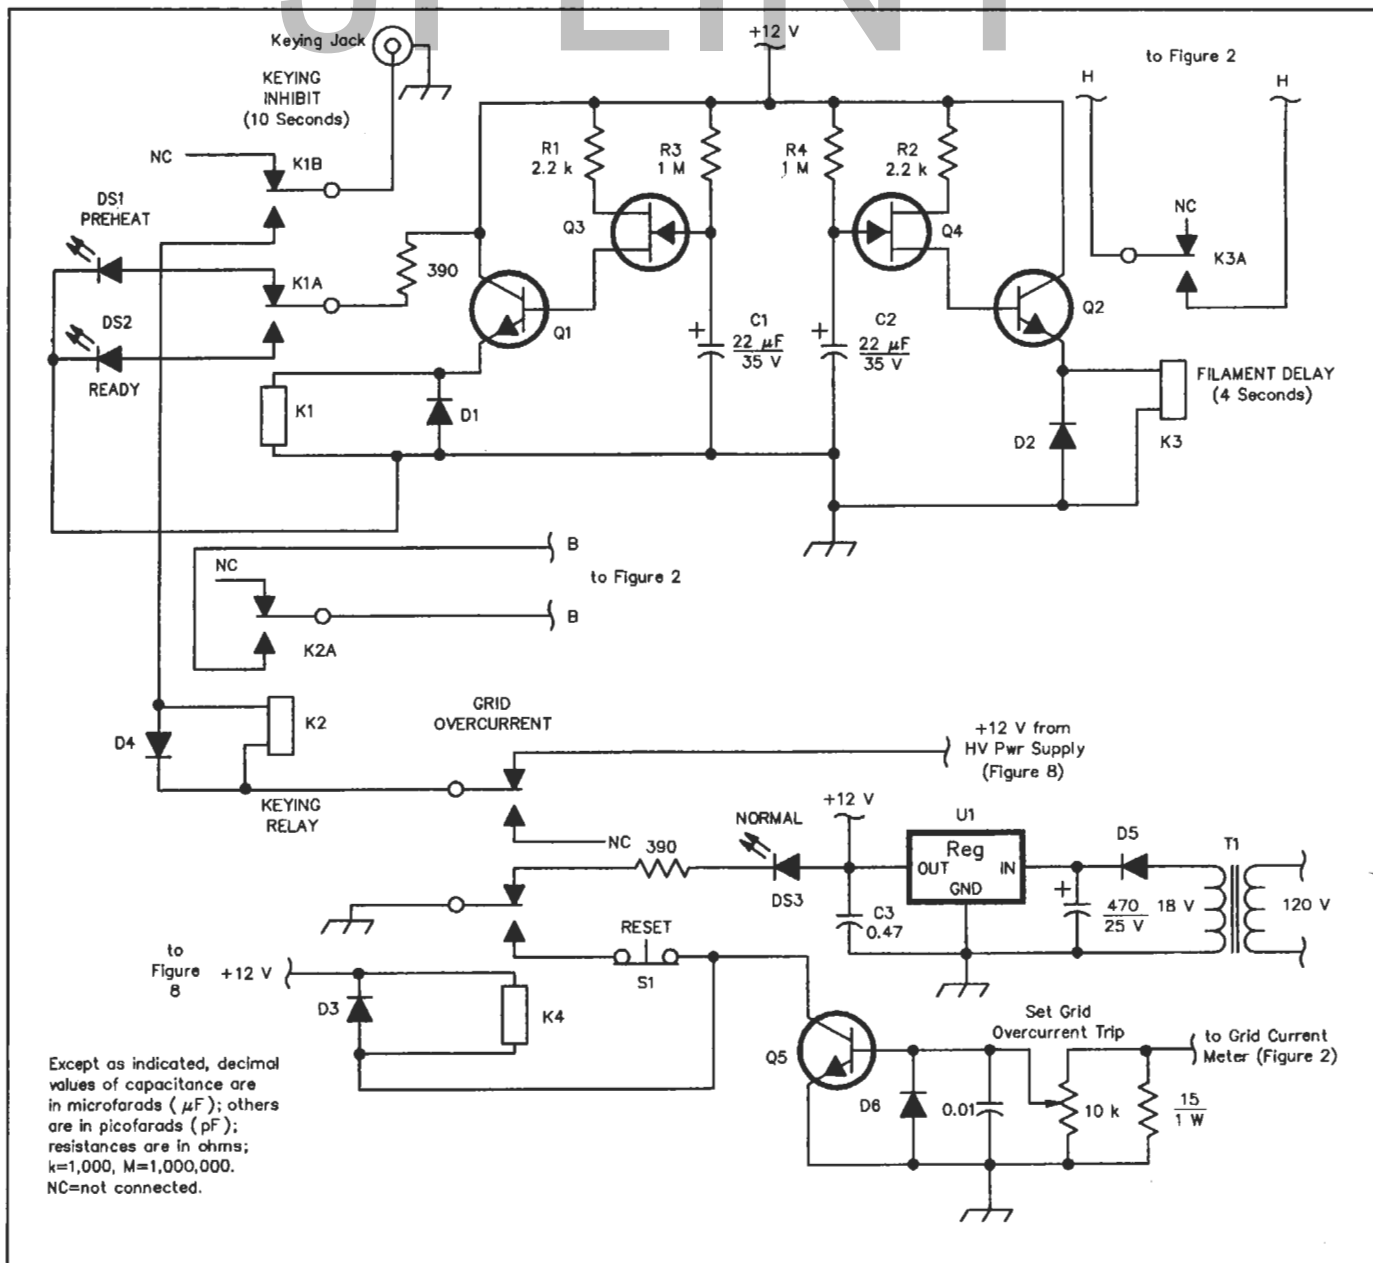 UPLINT
Keying Jack
KEYING
INHIBIT
(10 Seconds)
+12 V
to Figure 2
H
H
NC
K1B
R1
2.2 k
R3
1 M
R4
1 M
R2
2.2 k
NC
K3A
DS1
PREHEAT
Q3
Q4
390
K1A
DS2
READY
Q1
C1
22 µF
35 V
C2
22 µF
35 V
Q2
FILAMENT DELAY
(4 Seconds)
K1
D1
D2
K3
B
NC
to Figure 2
B
K2A
K2
D4
GRID
OVERCURRENT
+12 V from
HV Pwr Supply
(Figure 8)
KEYING
RELAY
NC
390
NORMAL
DS3
+12 V
U1
Reg
OUT
IN
GND
D5
T1
C3
0.47
470
25 V
18 V
120 V
RESET
S1
to
Figure
8
+12 V
D3
K4
Q5
Set Grid
Overcurrent Trip
to Grid Current
Meter (Figure 2)
D6
0.01
10 k
15
1 W
Except as indicated, decimal
values of capacitance are
in microfarads (µF); others
are in picofarads (pF);
resistances are in ohms;
k=1,000, M=1,000,000.
NC=not connected.